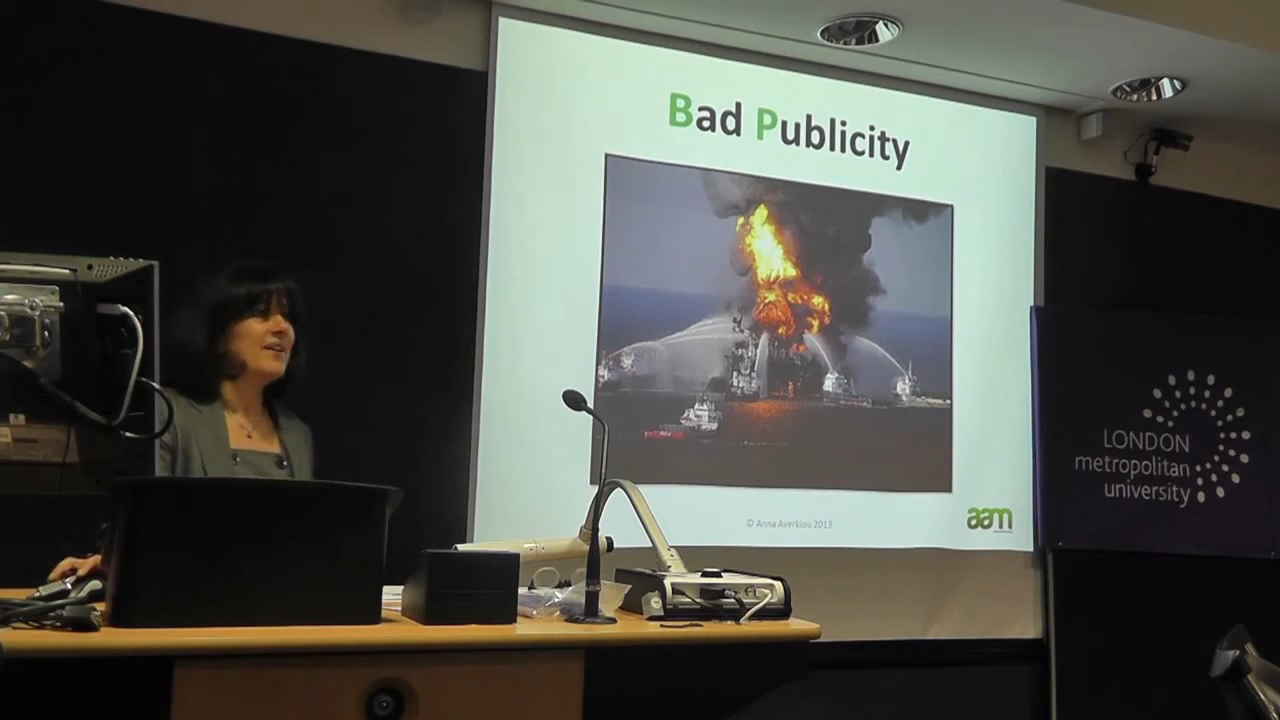 Bad Publicity
© Anna Averkiou 2013
aam
LONDON
metropolitan
university